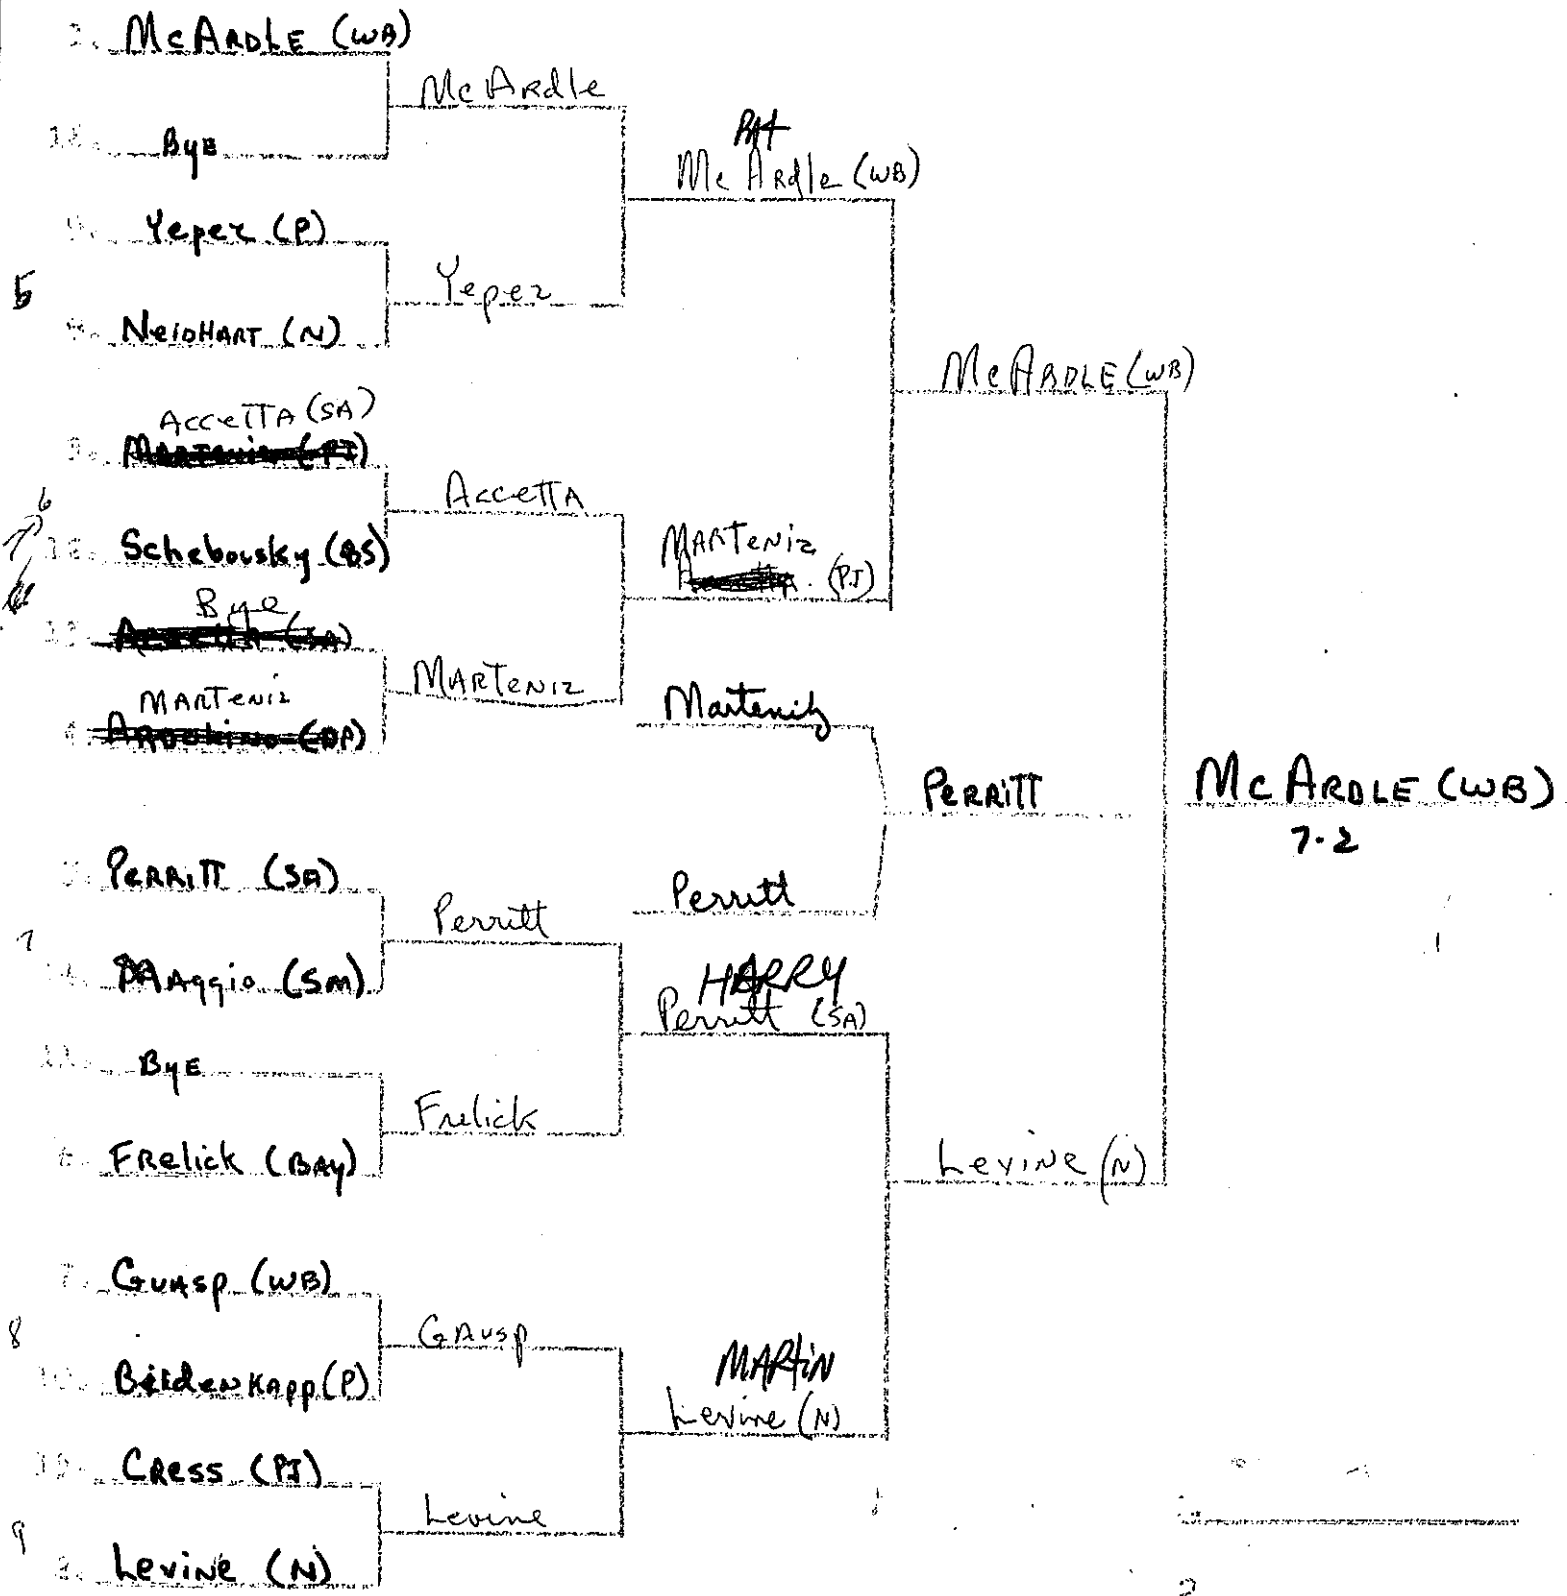 McArdle (WB)
Bye
Yepez (P)
5
Neidhart (N)
Accetta (SA)
6
Schebousky (BS)
Bye
Marteniz
Perritt (SA)
7
Maggio (SM)
Bye
Frelick (Bay)
7. Guasp (WB)
8
Beidenkapp (P)
Cress (PJ)
9
Levine (N)
McArdle
Yepez
Accetta
Marteniz
Perritt
Frelick
Gausp
Levine
Pat
McArdle (WB)
Marteniz
(PJ)
Marteniz
Perritt
Harry
Perritt (SA)
Martin
Levine (N)
McArdle (WB)
Perritt
Levine (N)
McArdle (WB)
7-2